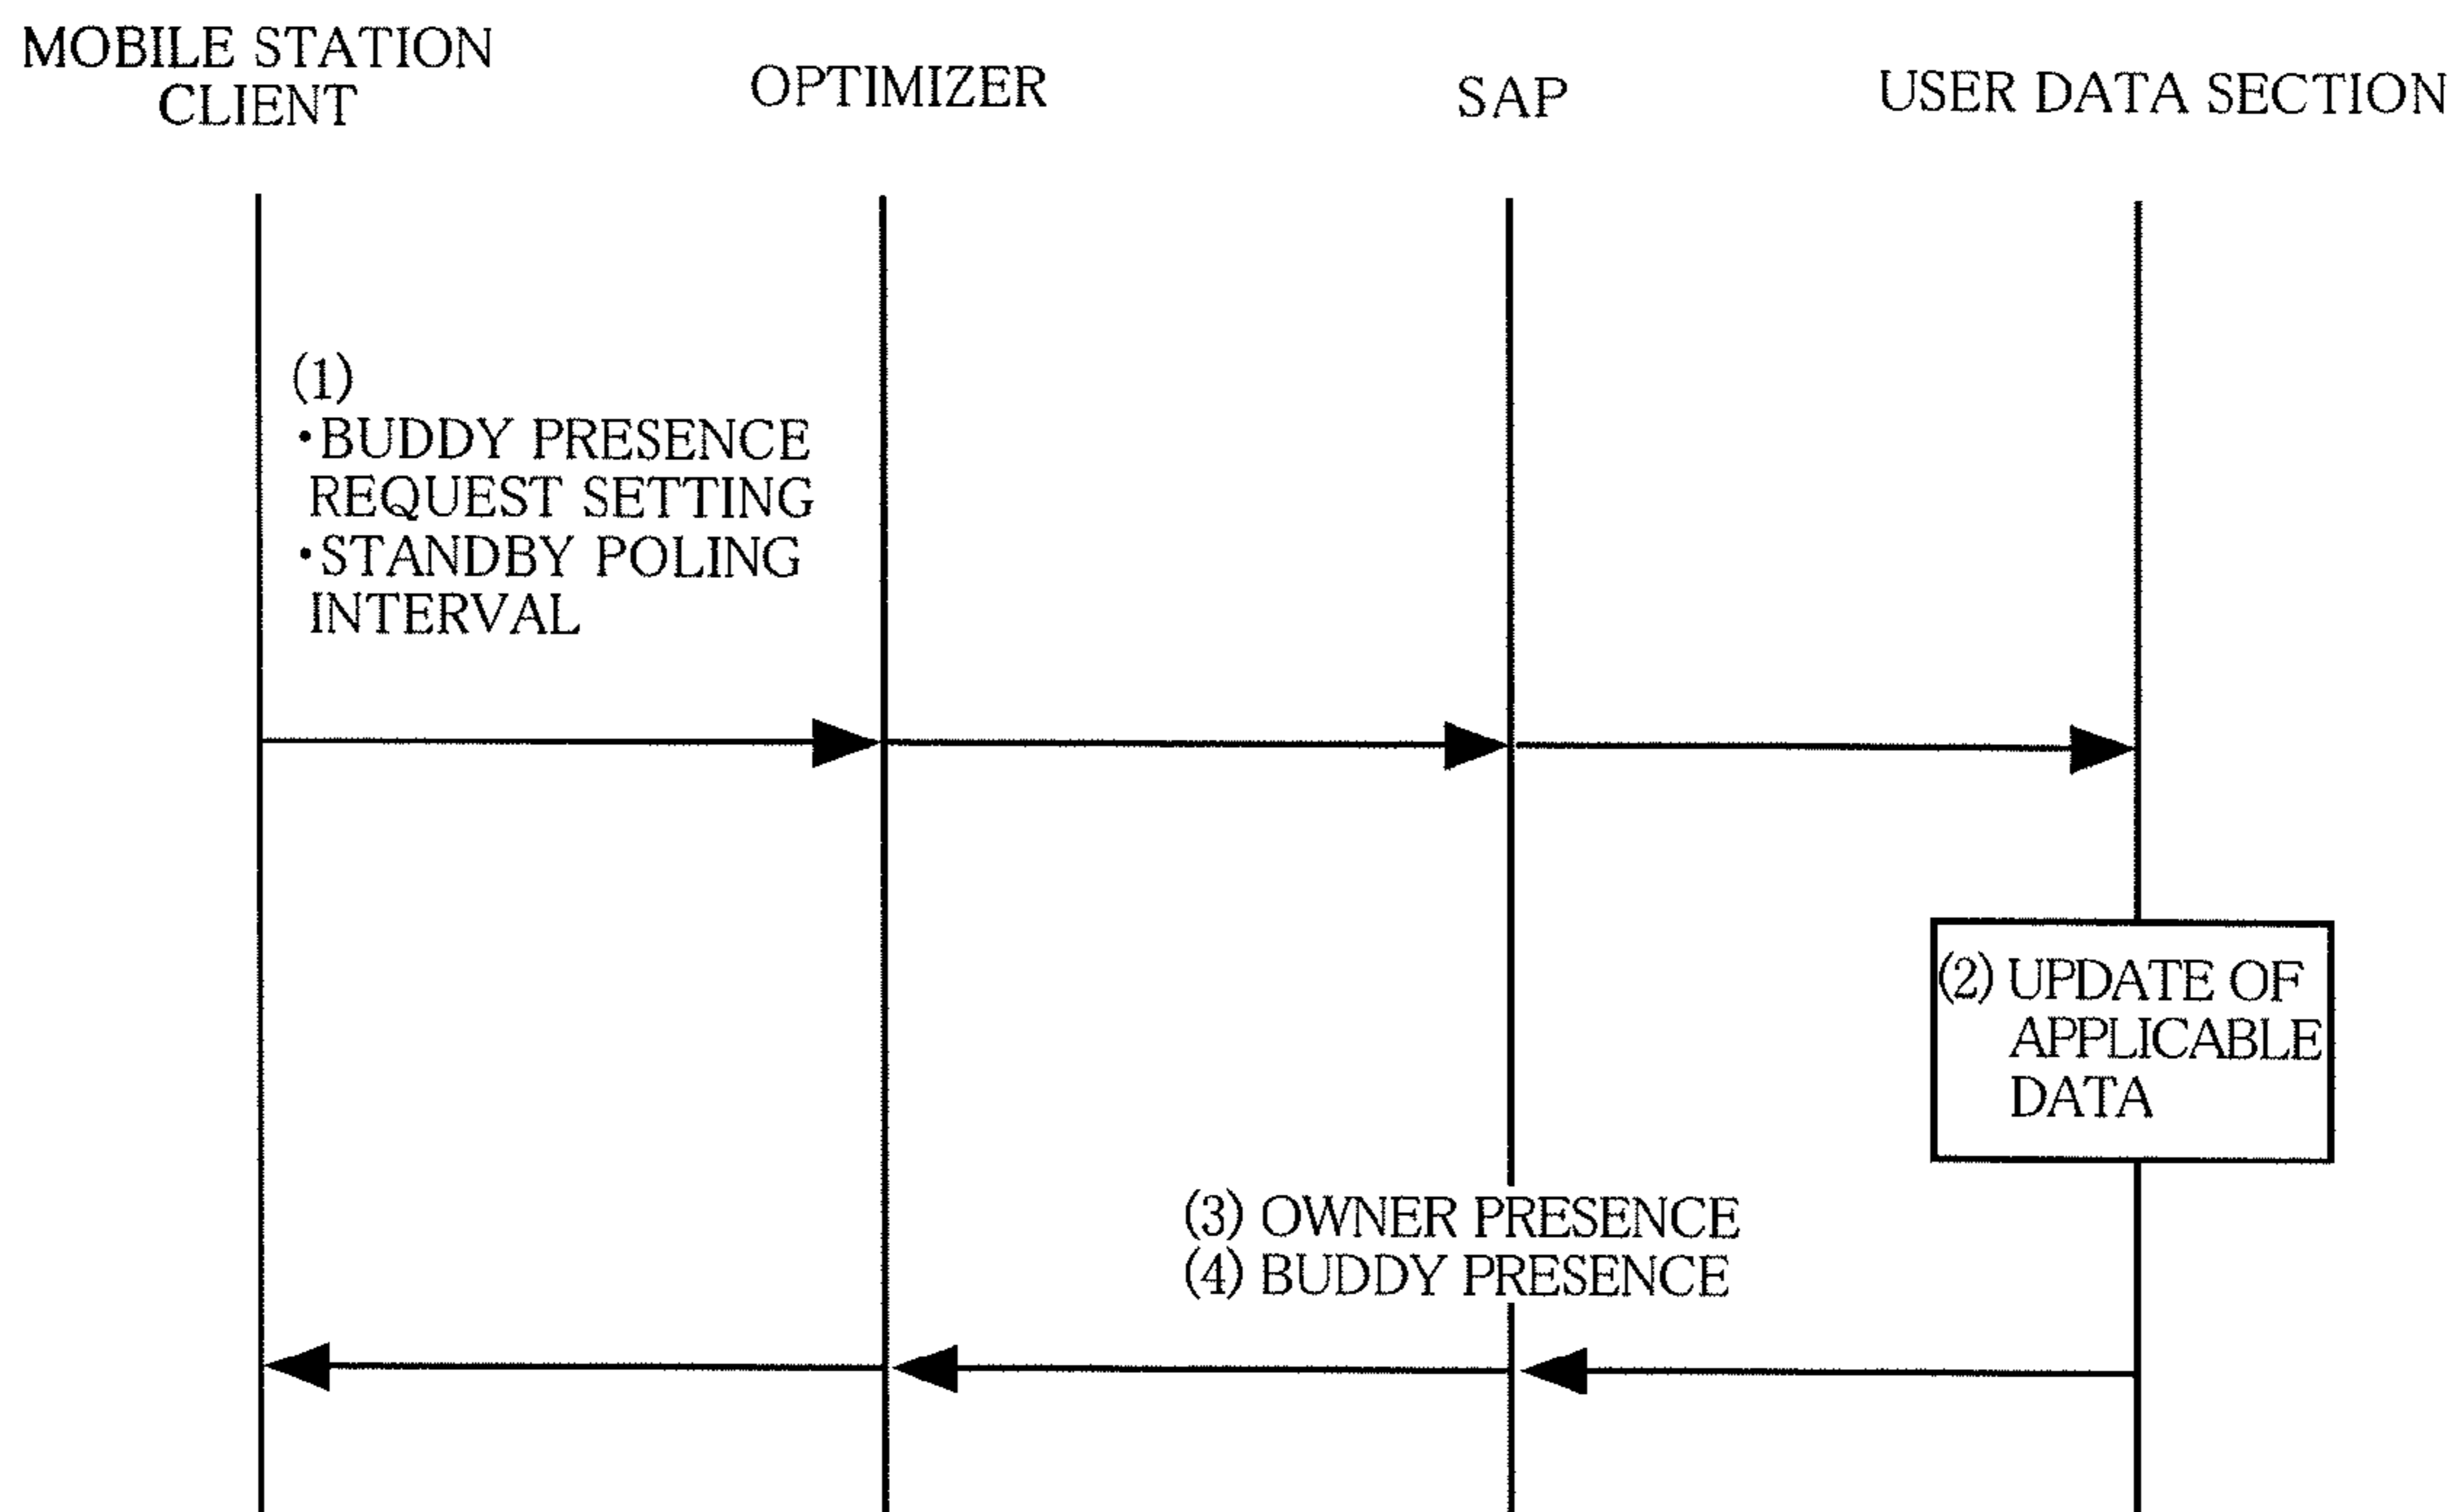 MOBILE STATION
CLIENT
OPTIMIZER
SAP
USER DATA SECTION
(1)
・BUDDY PRESENCE
REQUEST SETTING
・STANDBY POLING
INTERVAL
(2) UPDATE OF
APPLICABLE
DATA
(3) OWNER PRESENCE
(4) BUDDY PRESENCE